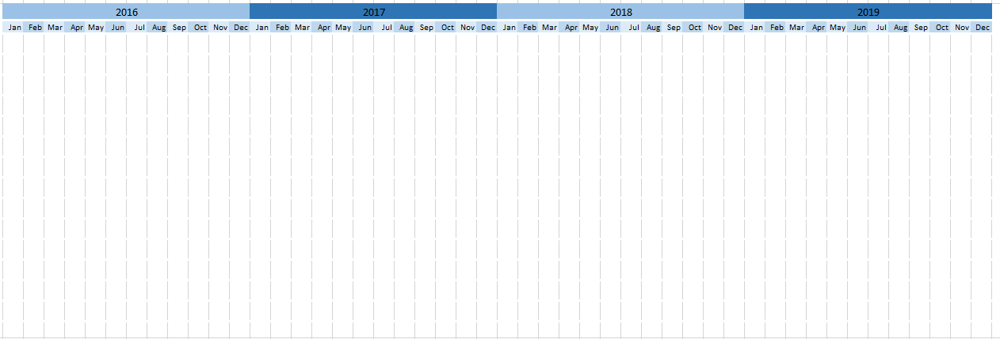 2016 2017 2018 2019
Jan Feb Mar Apr May Jun Jul Aug Sep Oct Nov Dec Jan Feb Mar Apr May Jun Jul Aug Sep Oct Nov Dec Jan Feb Mar Apr May Jun Jul Aug Sep Oct Nov Dec Jan Feb Mar Apr May Jun Jul Aug Sep Oct Nov Dec